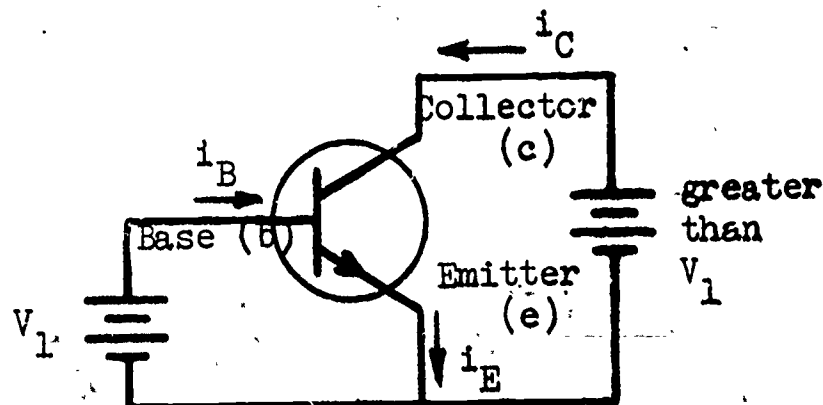 i_C
Collector
(c)
i_B
greater
than
V_1
Base (b)
Emitter
(e)
V_1
i_E